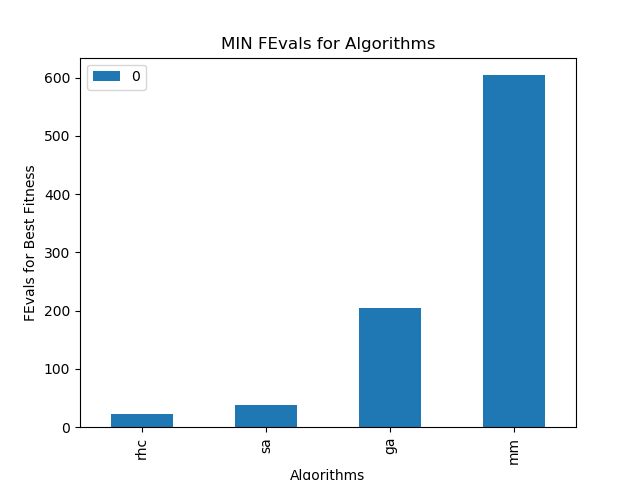 MIN FEvals for Algorithms
0
FEvals for Best Fitness
600
500
400
300
200
100
0
rhc
sa
ga
mm
Algorithms